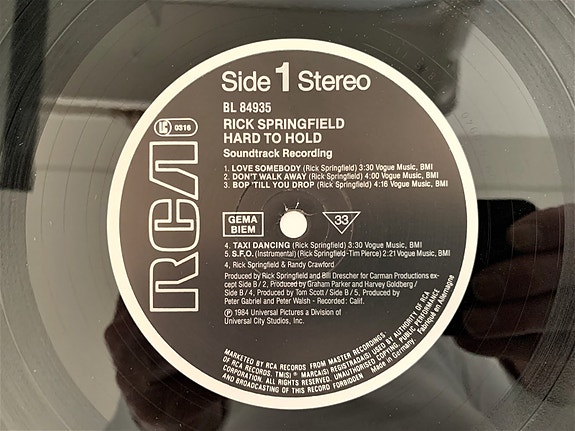 Side 1 Stereo
BL 84935
RICK SPRINGFIELD
HARD TO HOLD
Soundtrack Recording
LC 0316
RCA
1. LOVE SOMEBODY (Rick Springfield) 3:30 Vogue Music, BMI
2. DON'T WALK AWAY (Rick Springfield) 4:00 Vogue Music, BMI
3. BOP 'TILL YOU DROP (Rick Springfield) 4:16 Vogue Music, BMI
GEMA
BIEM
33
4. TAXI DANCING (Rick Springfield) 3:30 Vogue Music, BMI
5. S.F.O. (Instrumental) (Rick Springfield-Tim Pierce) 2:21 Vogue Music, BMI
4, Rick Springfield & Randy Crawford
Produced by Rick Springfield and Bill Drescher for Carman Productions ex-
cept Side B/2, Produced by Graham Parker and Harvey Goldberg/
Side B/4, Produced by Tom Scott/Side B/5, Produced by
Peter Gabriel and Peter Walsh - Recorded: Calif.
℗ 1984 Universal Pictures a Division of
Universal City Studios, Inc.
MARKETED BY RCA RECORDS FROM MASTER RECORDINGS·
OF RCA RECORDS. TM(S)® MARCA(S) REGISTRADA(S) USED BY AUTHORITY OF RCA
CORPORATION. ALL RIGHTS RESERVED. UNAUTHORISED COPYING PUBLIC PERFORMANCE
AND BROADCASTING OF THIS RECORD FORBIDDEN
Made in Germany. Fabriqué en Allemagne